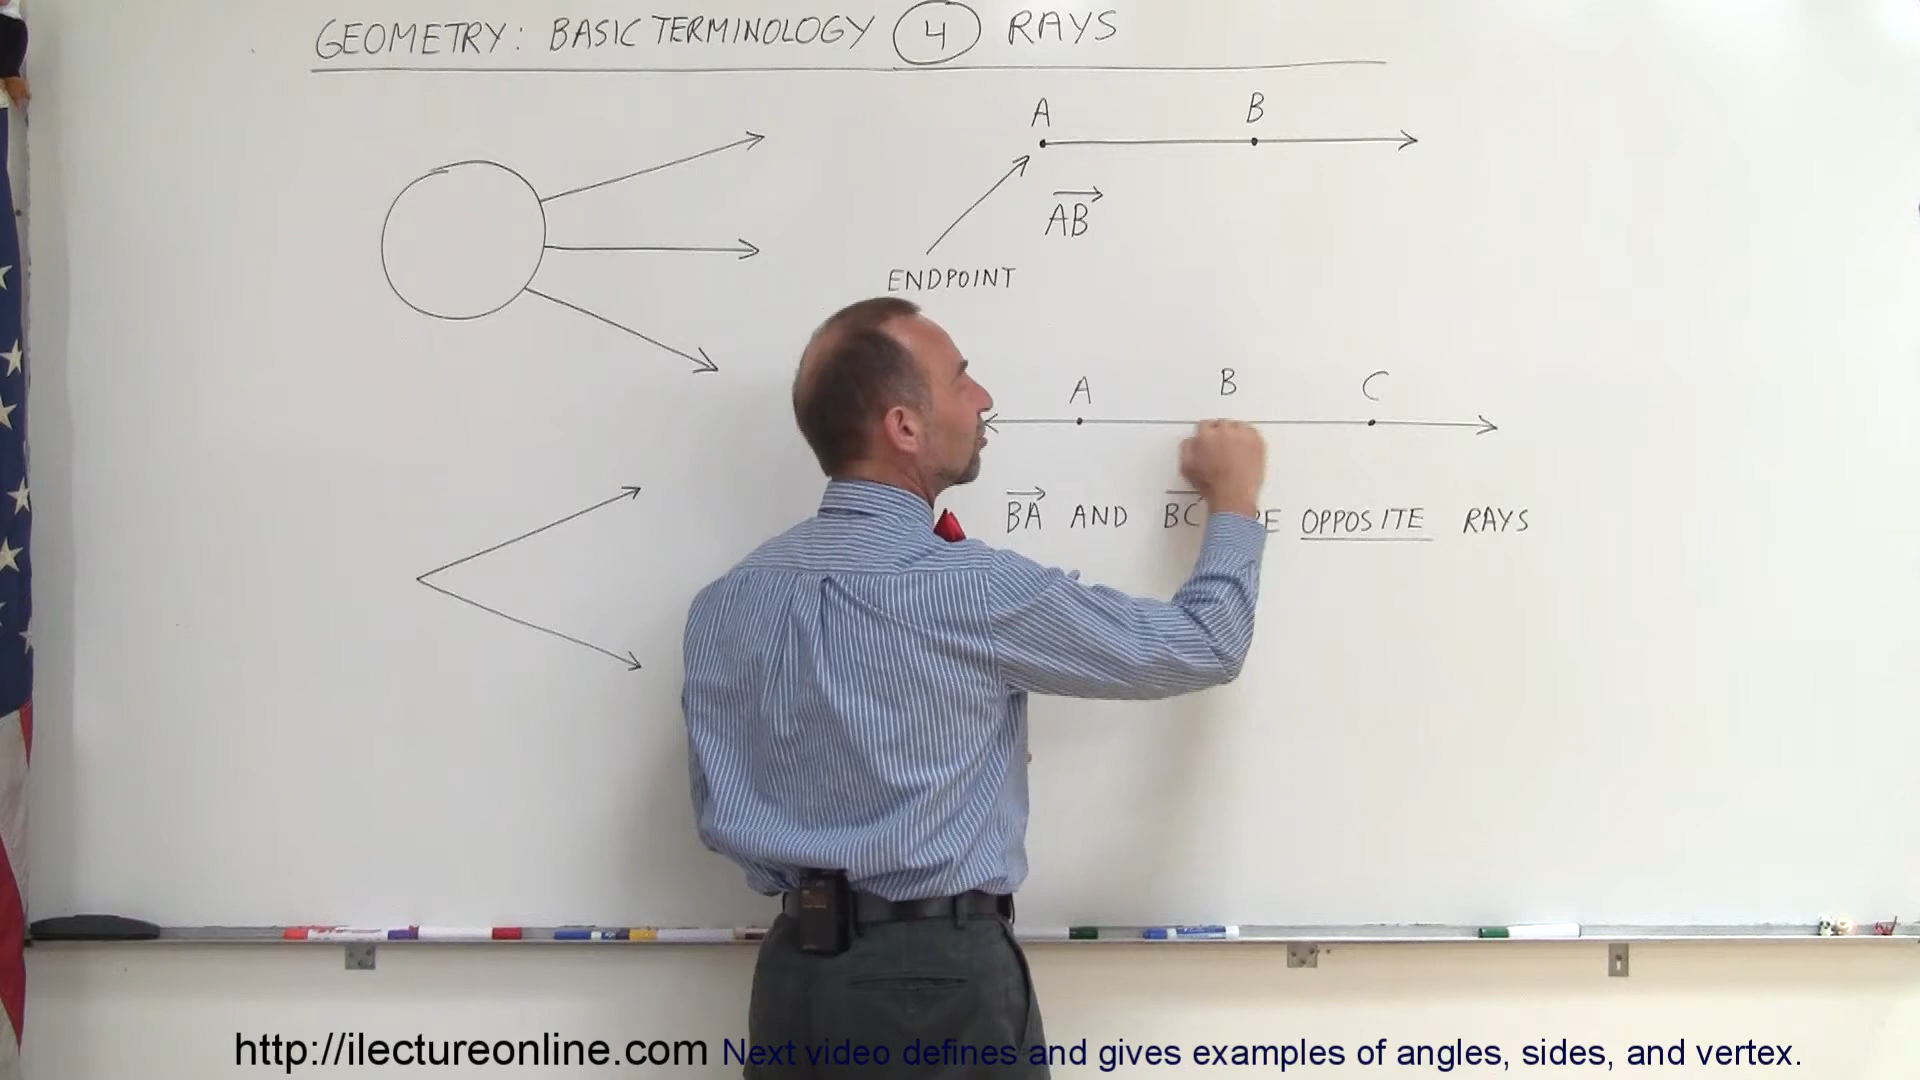 GEOMETRY: BASIC TERMINOLOGY 4 RAYS
A B
AB
ENDPOINT
A B C
BA AND BC OPPOSITE RAYS
http://ilectureonline.com Next video defines and gives examples of angles, sides, and vertex.